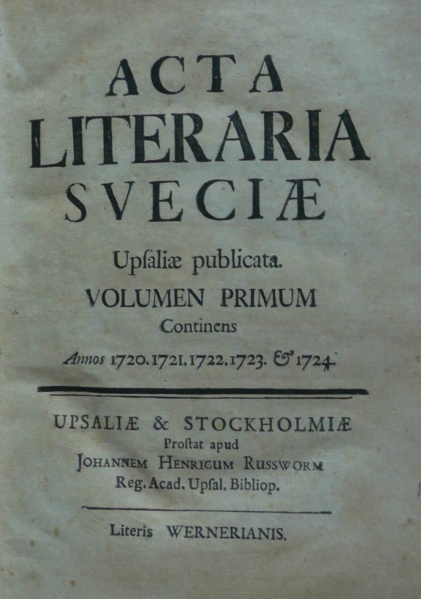 ACTA
LITERARIA
SVECIÆ
Upſaliæ publicata.
VOLUMEN PRIMUM
Continens
Annos 1720.1721.1722.1723. & 1724.
UPSALIÆ & STOCKHOLMIÆ
Proſtat apud
JOHANNEM HENRICUM RUSSWORM
Reg. Acad. Upſal. Bibliop.
Literis WERNERIANIS.